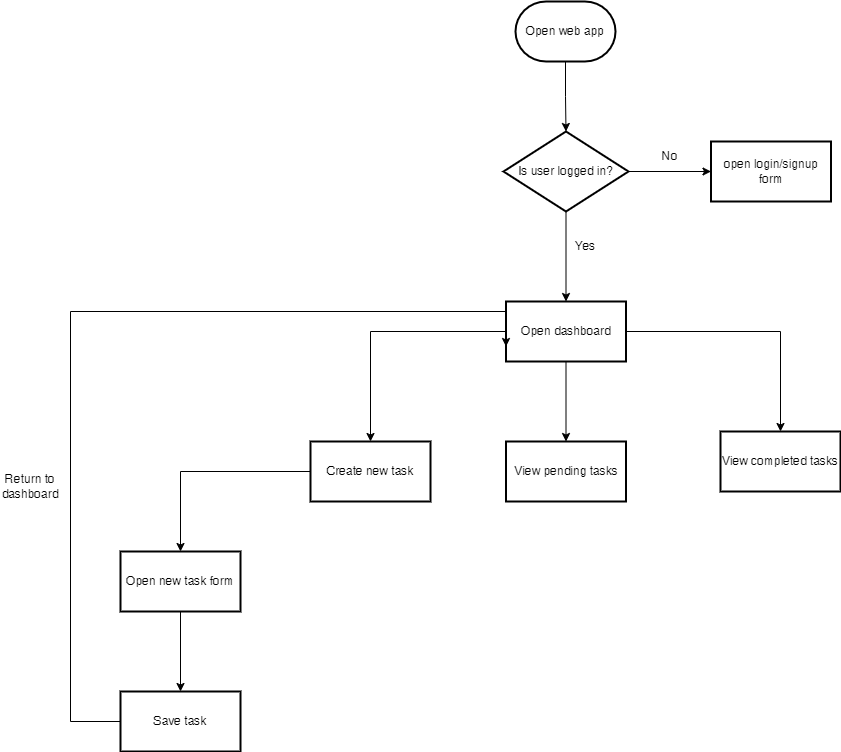 Open web app
Is user logged in?
No
open login/signup
form
Yes
Open dashboard
Create new task
View pending tasks
View completed tasks
Return to
dashboard
Open new task form
Save task